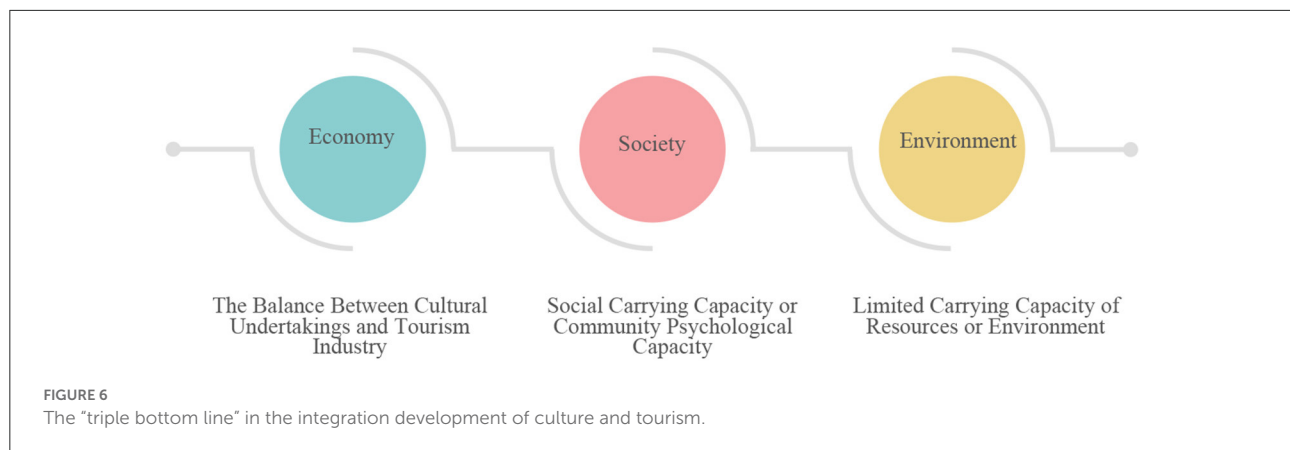 Economy
Society
Environment
The Balance Between Cultural
Undertakings and Tourism
Industry
Social Carrying Capacity or
Community Psychological
Capacity
Limited Carrying Capacity of
Resources or Environment
FIGURE 6
The "triple bottom line" in the integration development of culture and tourism.